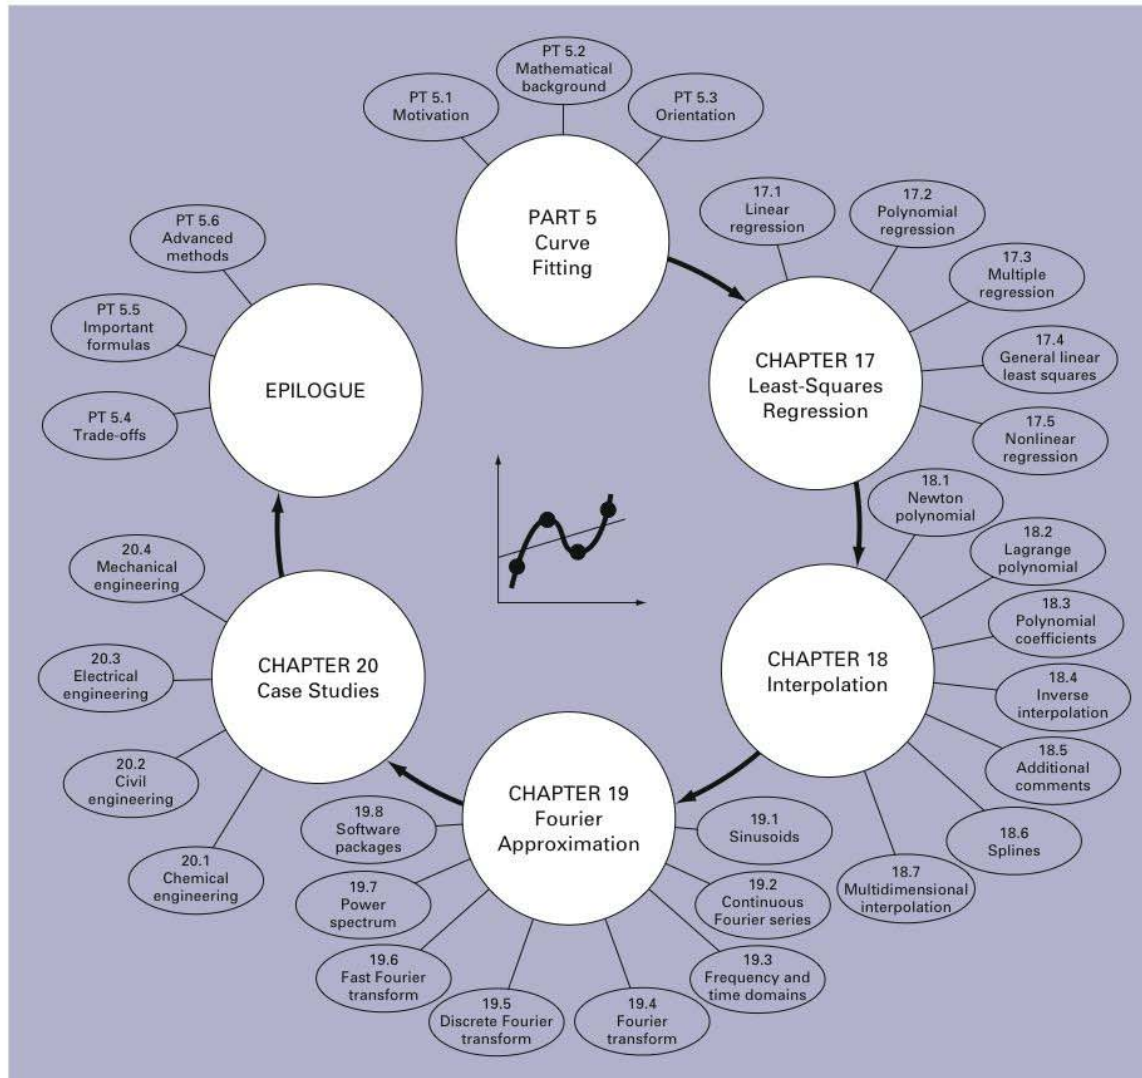 PT 5.1
Motivation
PT 5.2
Mathematical
background
PT 5.3
Orientation
PART 5
Curve
Fitting
17.1
Linear
regression
17.2
Polynomial
regression
17.3
Multiple
regression
17.4
General linear
least squares
17.5
Nonlinear
regression
CHAPTER 17
Least-Squares
Regression
18.1
Newton
polynomial
18.2
Lagrange
polynomial
18.3
Polynomial
coefficients
18.4
Inverse
interpolation
18.5
Additional
comments
18.6
Splines
18.7
Multidimensional
interpolation
CHAPTER 18
Interpolation
CHAPTER 19
Fourier
Approximation
19.1
Sinusoids
19.2
Continuous
Fourier series
19.3
Frequency and
time domains
19.4
Fourier
transform
19.5
Discrete Fourier
transform
19.6
Fast Fourier
transform
19.7
Power
spectrum
19.8
Software
packages
CHAPTER 20
Case Studies
20.1
Chemical
engineering
20.2
Civil
engineering
20.3
Electrical
engineering
20.4
Mechanical
engineering
EPILOGUE
PT 5.4
Trade-offs
PT 5.5
Important
formulas
PT 5.6
Advanced
methods